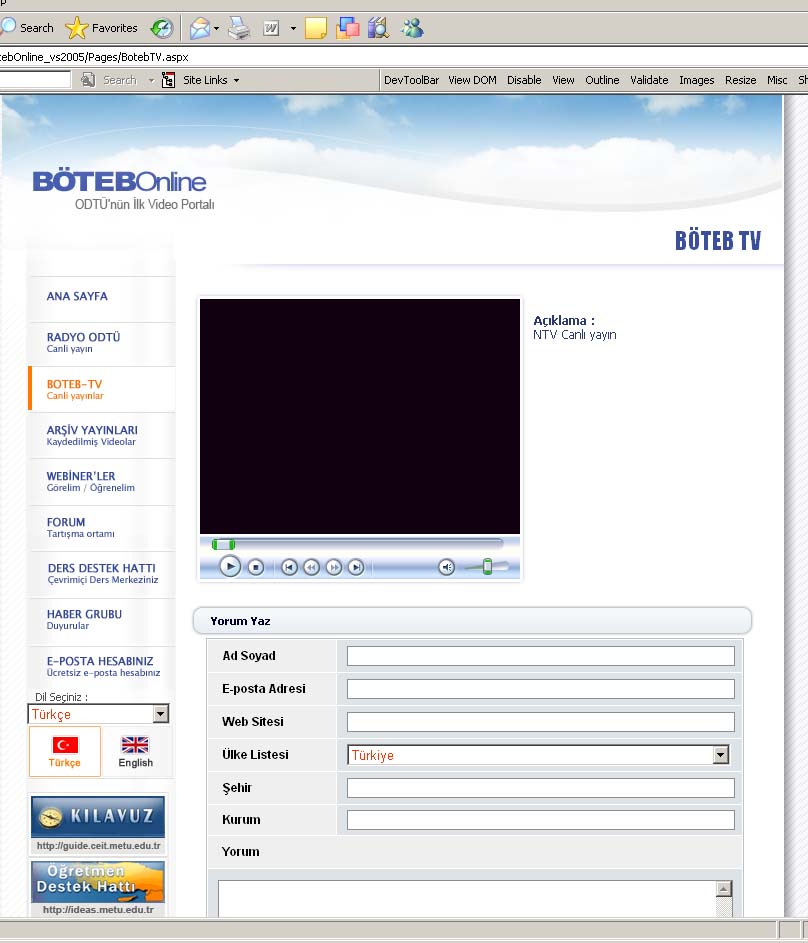 Search Favorites
tebOnline_vs2005/Pages/BotebTV.aspx
Search Site Links DevToolBar View DOM Disable View Outline Validate Images Resize Misc
BÖTEBOnline
ODTÜ'nün İlk Video Portalı
BÖTEB TV
ANA SAYFA
RADYO ODTÜ
Canli yayın
BOTEB-TV
Canli yayınlar
ARŞİV YAYINLARI
Kaydedilmiş Videolar
WEBİNER'LER
Görelim / Öğrenelim
FORUM
Tartışma ortamı
DERS DESTEK HATTI
Çevrimiçi Ders Merkeziniz
HABER GRUBU
Duyurular
E-POSTA HESABINIZ
Ücretsiz e-posta hesabınız
Dil Seçiniz :
Türkçe
Türkçe English
KILAVUZ
http://guide.ceit.metu.edu.tr
Öğretmen
Destek Hattı
http://ideas.metu.edu.tr
Açıklama :
NTV Canlı yayın
Yorum Yaz
Ad Soyad
E-posta Adresi
Web Sitesi
Ülke Listesi Türkiye
Şehir
Kurum
Yorum